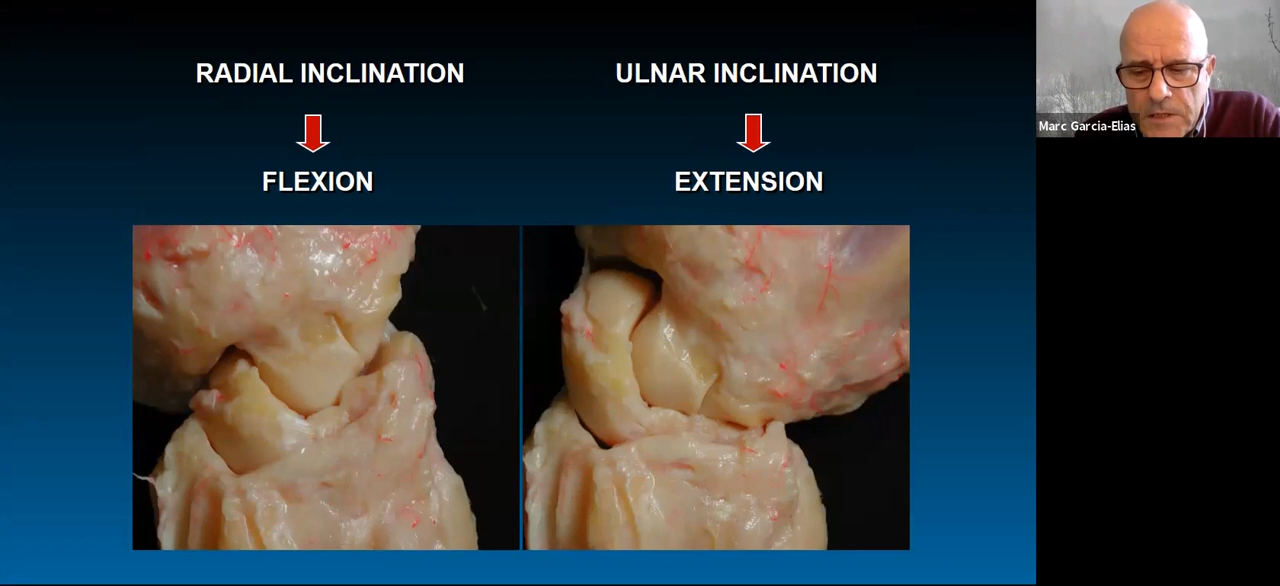 RADIAL INCLINATION
FLEXION
ULNAR INCLINATION
EXTENSION
Marc Garcia-Elias